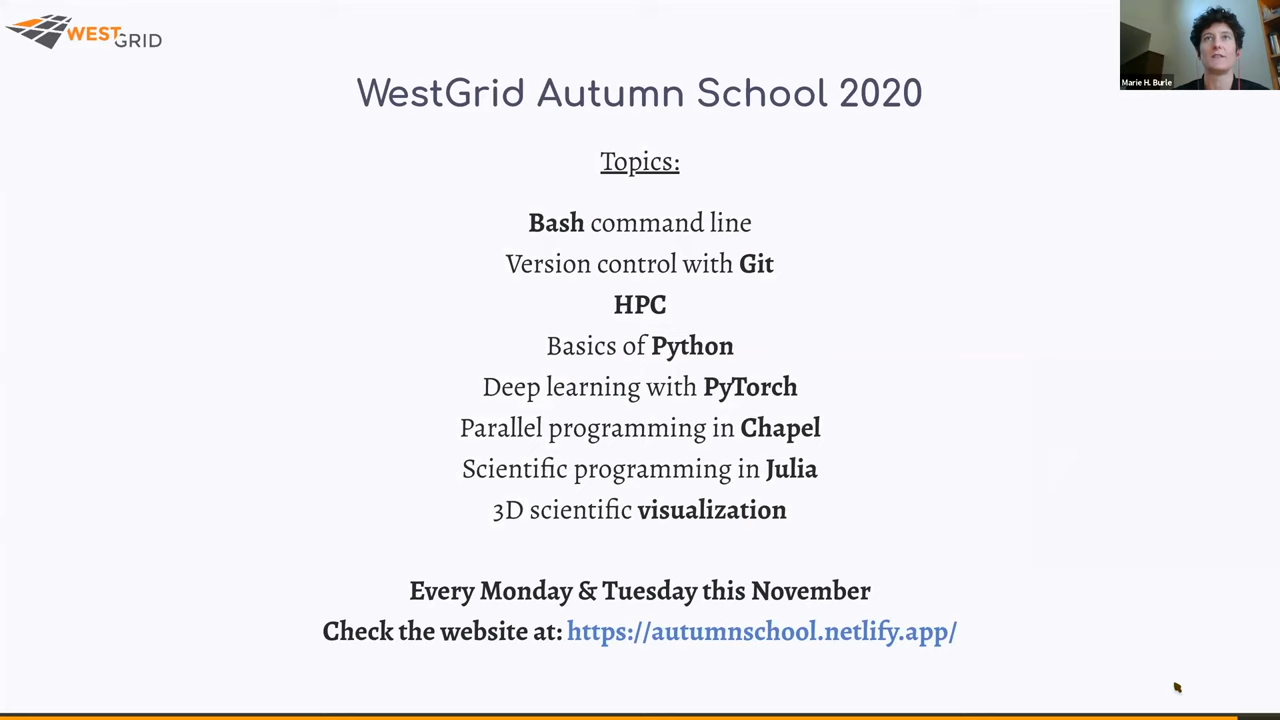 WESTGRID
Marie H. Burle
WestGrid Autumn School 2020
Topics:
Bash command line
Version control with Git
HPC
Basics of Python
Deep learning with PyTorch
Parallel programming in Chapel
Scientific programming in Julia
3D scientific visualization
Every Monday & Tuesday this November
Check the website at: https://autumnschool.netlify.app/